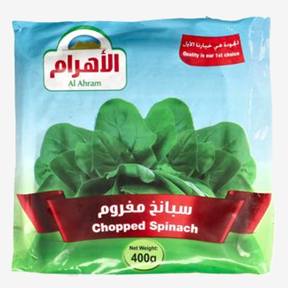 الأهرام
Al Ahram
الجودة هي خيارنا الأول
Quality is our 1st choice
سبانخ مفروم
Chopped Spinach
Net Weight:
400g